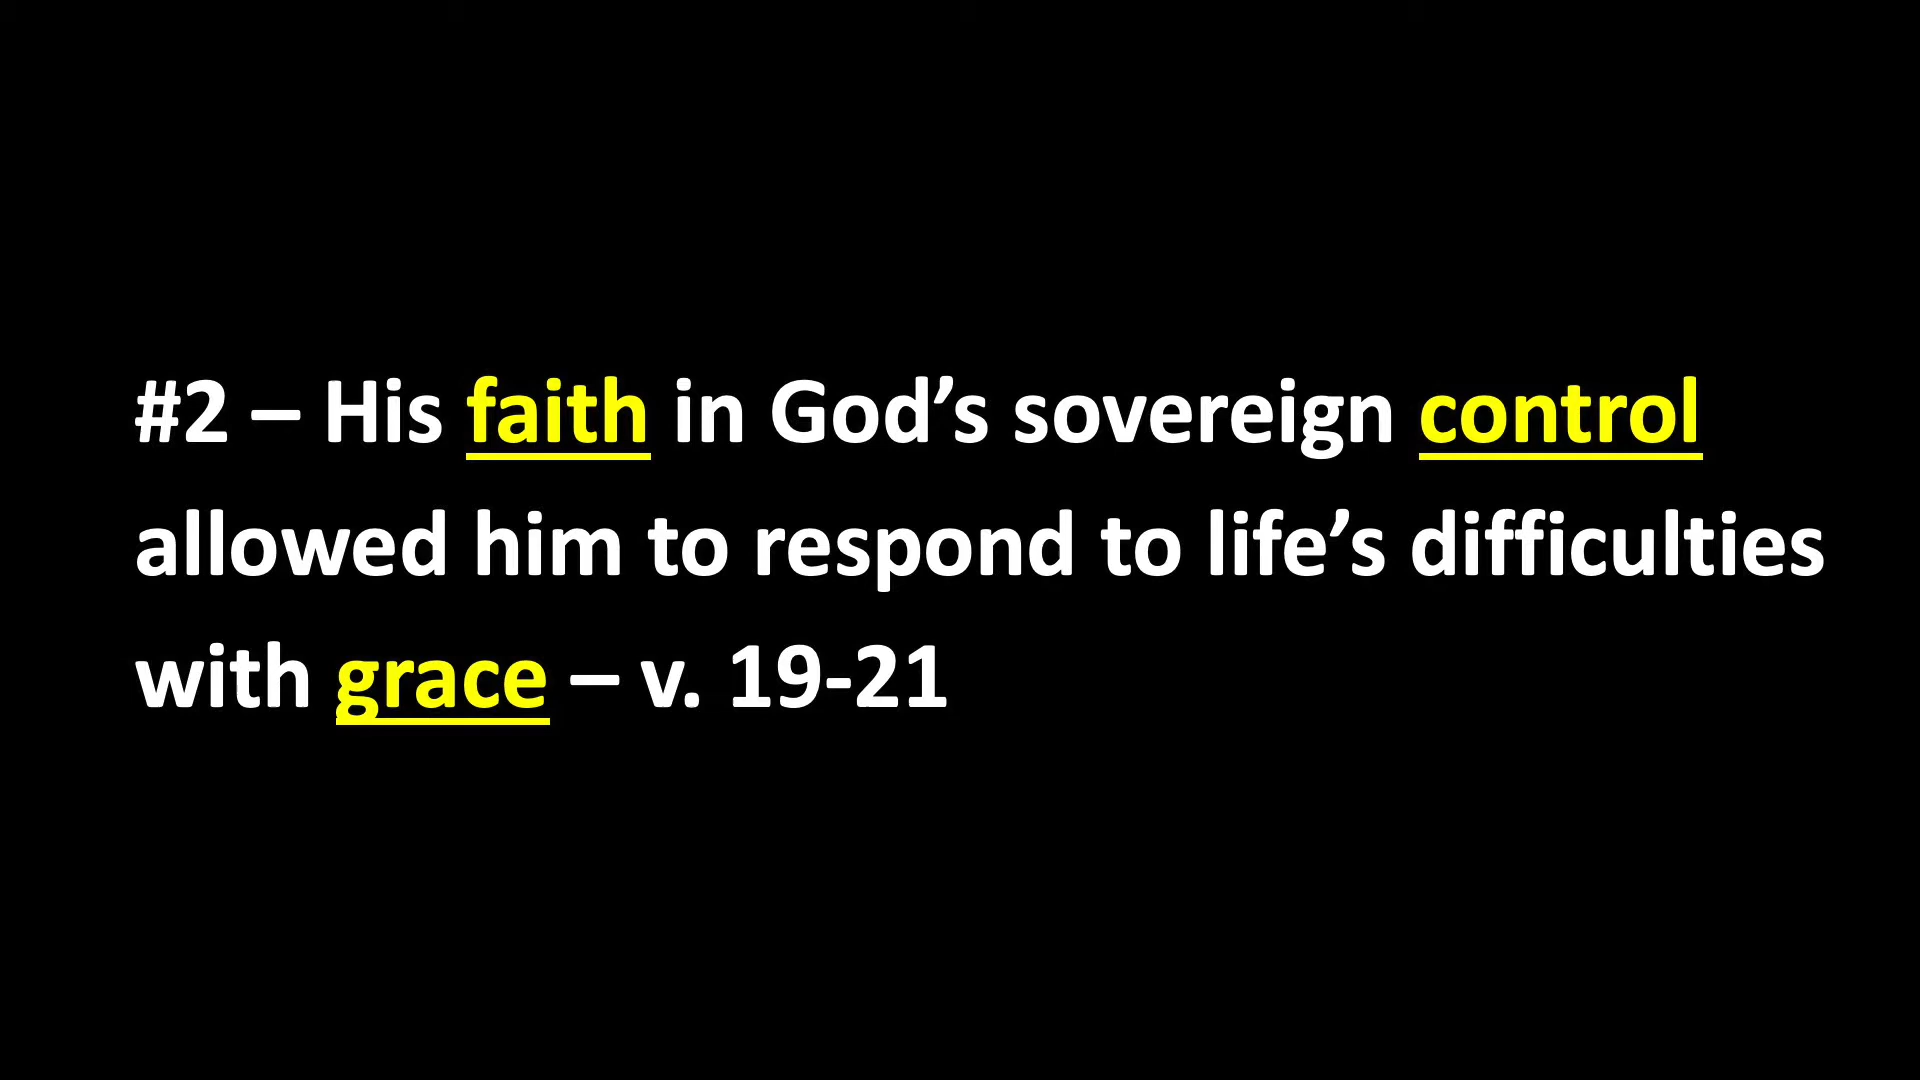 #2 – His faith in God’s sovereign control
allowed him to respond to life’s difficulties
with grace – v. 19-21